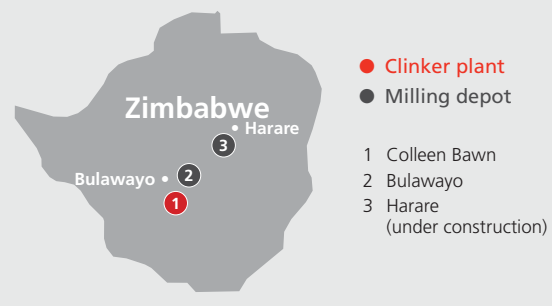 Zimbabwe
Harare
3
Bulawayo
2
1
Clinker plant
Milling depot
1 Colleen Bawn
2 Bulawayo
3 Harare
(under construction)